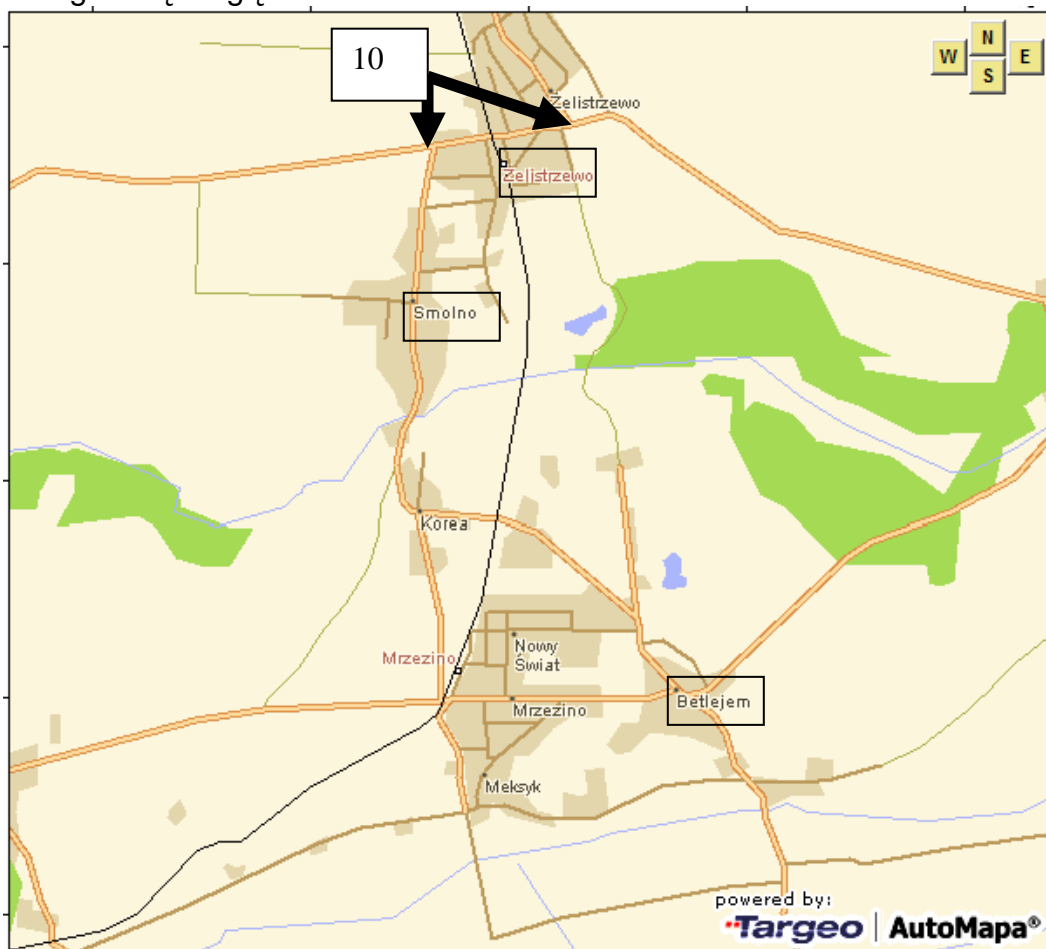 10
N
W
E
S
Żelistrzewo
Żelistrzewo
Smolno
Korea
Nowy
Świat
Mrzezino
Mrzezino
Betlejem
Meksyk
powered by:
Targeo | AutoMapa®